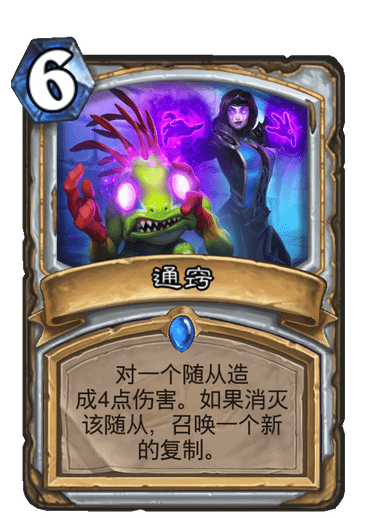 6
通窍
对一个随从造
成4点伤害。如果消灭
该随从，召唤一个新
的复制。